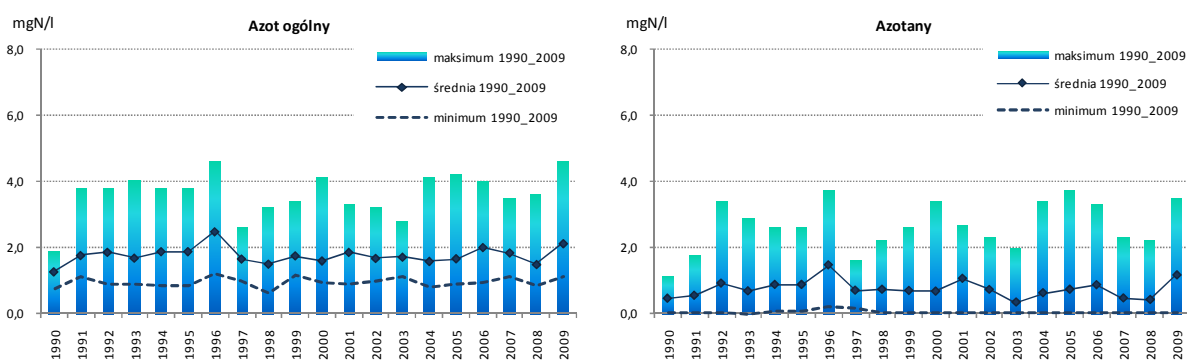 mgN/l
Azot ogólny
8,0
6,0
4,0
2,0
0,0
maksimum 1990_2009
średnia 1990_2009
minimum 1990_2009
1990 1991 1992 1993 1994 1995 1996 1997 1998 1999 2000 2001 2002 2003 2004 2005 2006 2007 2008 2009
mgN/l
Azotany
8,0
6,0
4,0
2,0
0,0
maksimum 1990_2009
średnia 1990_2009
minimum 1990_2009
1990 1991 1992 1993 1994 1995 1996 1997 1998 1999 2000 2001 2002 2003 2004 2005 2006 2007 2008 2009